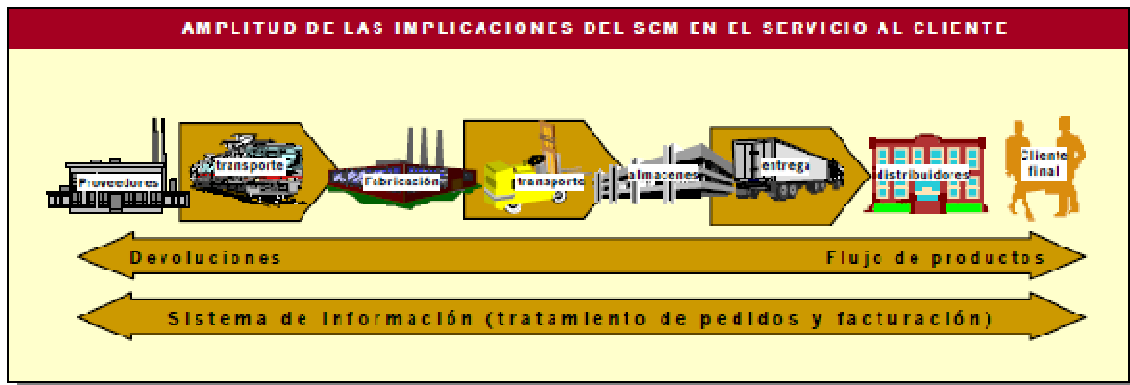 AMPLITUD DE LAS IMPLICACIONES DEL SCM EN EL SERVICIO AL CLIENTE
Proveedores
transporte
Fabricación
transporte
almacenes
entrega
distribuidores
Cliente
final
Devoluciones
Flujo de productos
Sistema de información (tratamiento de pedidos y facturación)